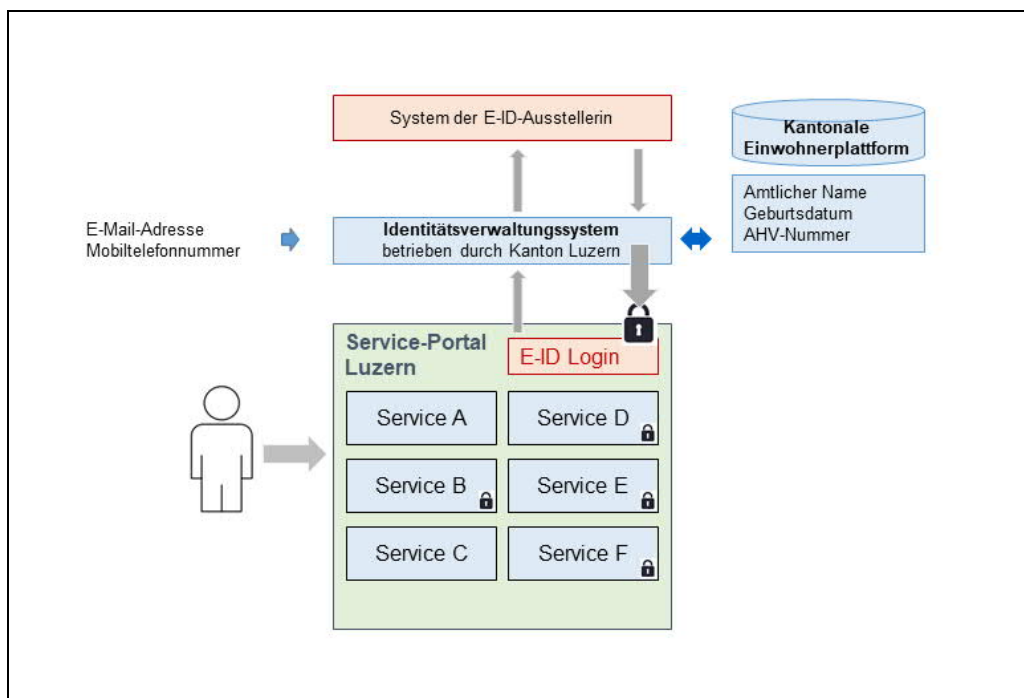 System der E-ID-Ausstellerin
Kantonale
Einwohnerplattform
Amtlicher Name
Geburtsdatum
AHV-Nummer
E-Mail-Adresse
Mobiltelefonnummer
Identitätsverwaltungssystem
betrieben durch Kanton Luzern
Service-Portal
Luzern
E-ID Login
Service A
Service D
Service B
Service E
Service C
Service F